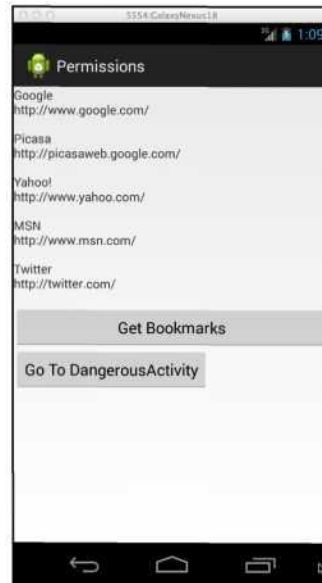 5554:GalaxyNexus18
3G 1:09
Permissions
Google
http://www.google.com/
Picasa
http://picasaweb.google.com/
Yahoo!
http://www.yahoo.com/
MSN
http://www.msn.com/
Twitter
http://twitter.com/
Get Bookmarks
Go To DangerousActivity